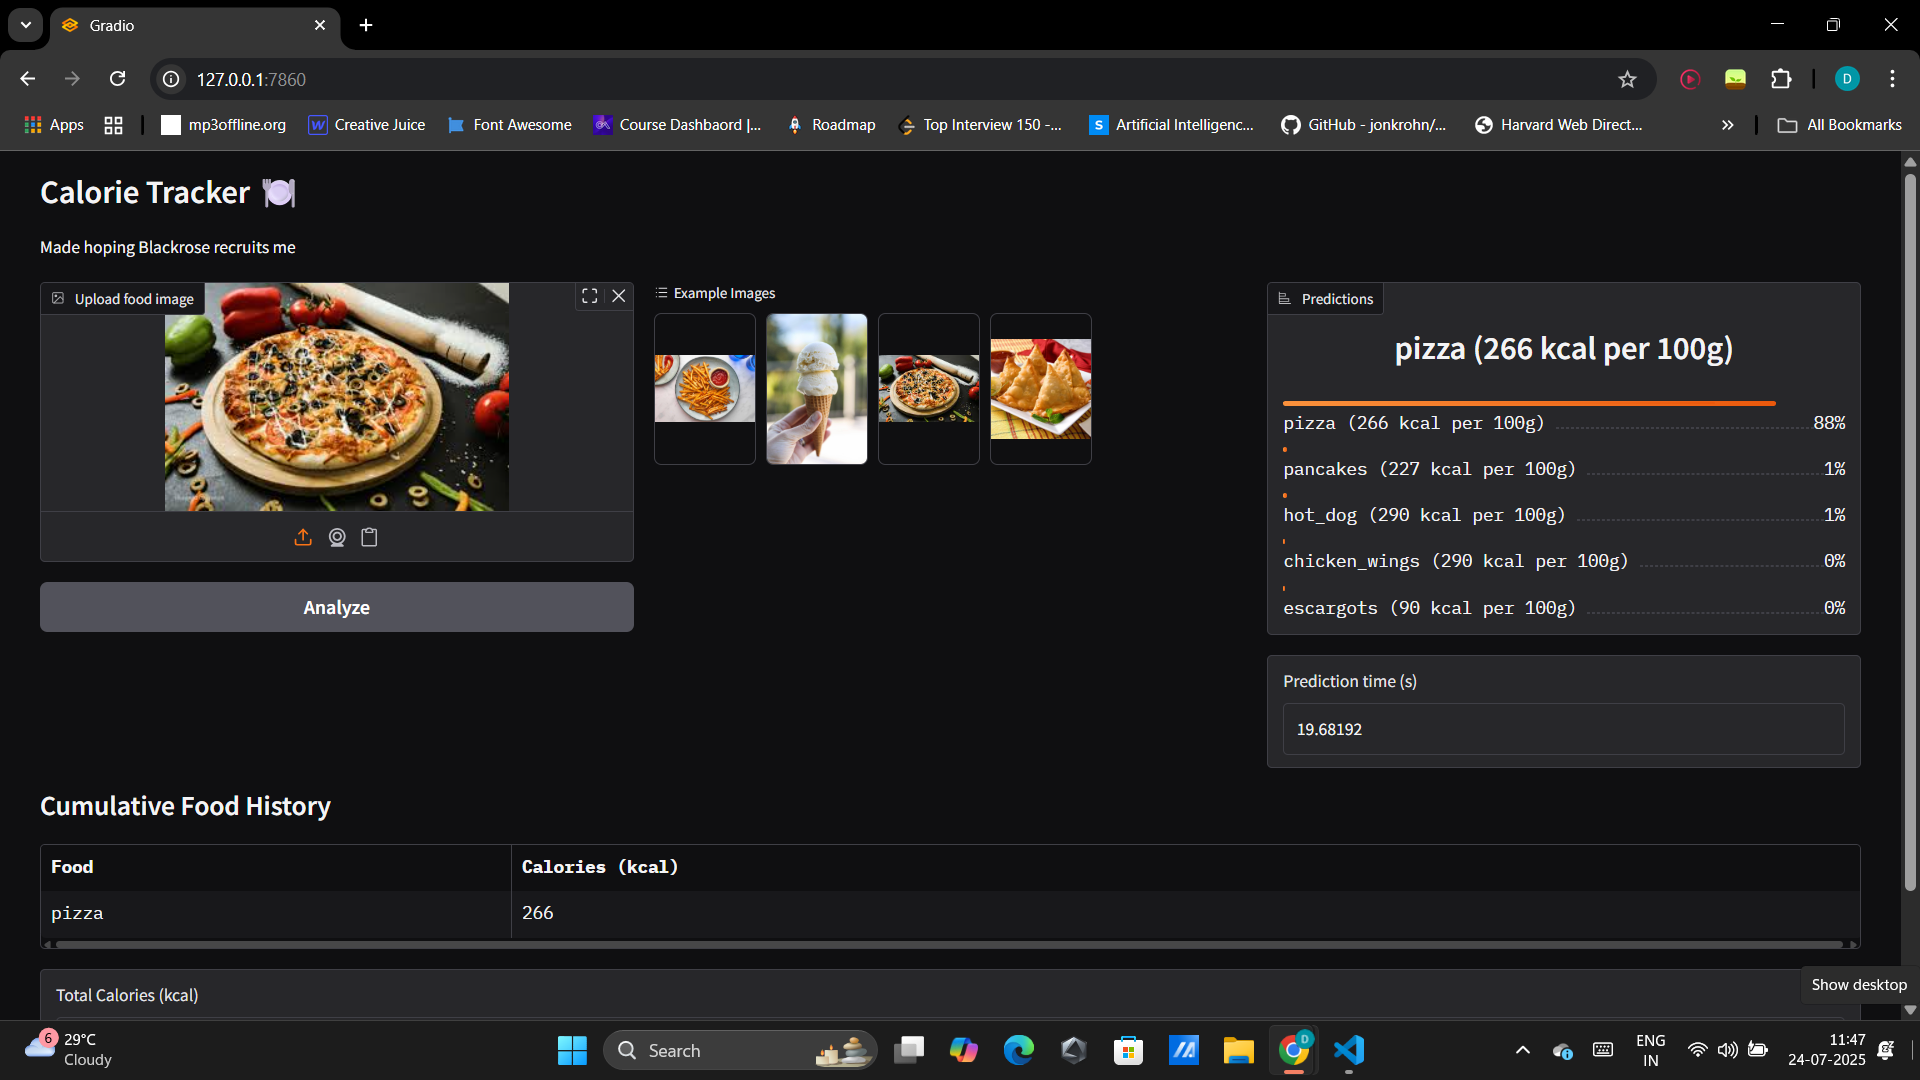 Gradio
127.0.0.1:7860
D
Apps
mp3offline.org
Creative Juice
Font Awesome
Course Dashbaord |...
Roadmap
Top Interview 150 -...
Artificial Intelligenc...
GitHub - jonkrohn/...
Harvard Web Direct...
All Bookmarks
Calorie Tracker
Made hoping Blackrose recruits me
Upload food image
Analyze
Example Images
Predictions
pizza (266 kcal per 100g)
pizza (266 kcal per 100g) 88%
pancakes (227 kcal per 100g) 1%
hot_dog (290 kcal per 100g) 1%
chicken_wings (290 kcal per 100g) 0%
escargots (90 kcal per 100g) 0%
Prediction time (s)
19.68192
Cumulative Food History
Food Calories (kcal)
pizza 266
Total Calories (kcal)
Show desktop
6
29°C
Cloudy
Search
D
ENG
IN
11:47
24-07-2025